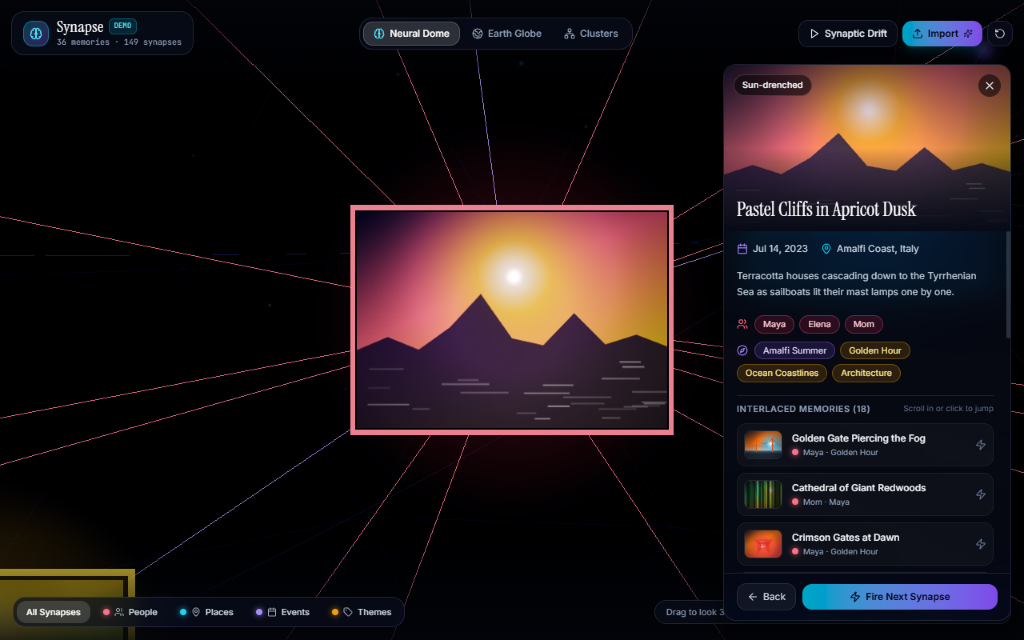 Synapse DEMO
36 memories · 149 synapses
Neural Dome
Earth Globe
Clusters
Synaptic Drift
Import
Sun-drenched
Pastel Cliffs in Apricot Dusk
Jul 14, 2023 Amalfi Coast, Italy
Terracotta houses cascading down to the Tyrrhenian
Sea as sailboats lit their mast lamps one by one.
Maya Elena Mom
Amalfi Summer Golden Hour
Ocean Coastlines Architecture
INTERLACED MEMORIES (18) Scroll in or click to jump
Golden Gate Piercing the Fog
Maya · Golden Hour
Cathedral of Giant Redwoods
Mom · Maya
Crimson Gates at Dawn
Maya · Golden Hour
Back
Fire Next Synapse
All Synapses
People
Places
Events
Themes
Drag to look